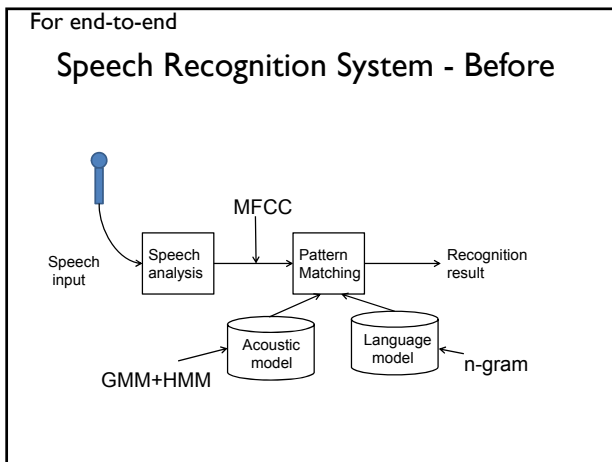 For end-to-end
Speech Recognition System - Before
MFCC
Speech
input
Speech
analysis
Pattern
Matching
Recognition
result
Acoustic
model
Language
model
GMM+HMM
n-gram